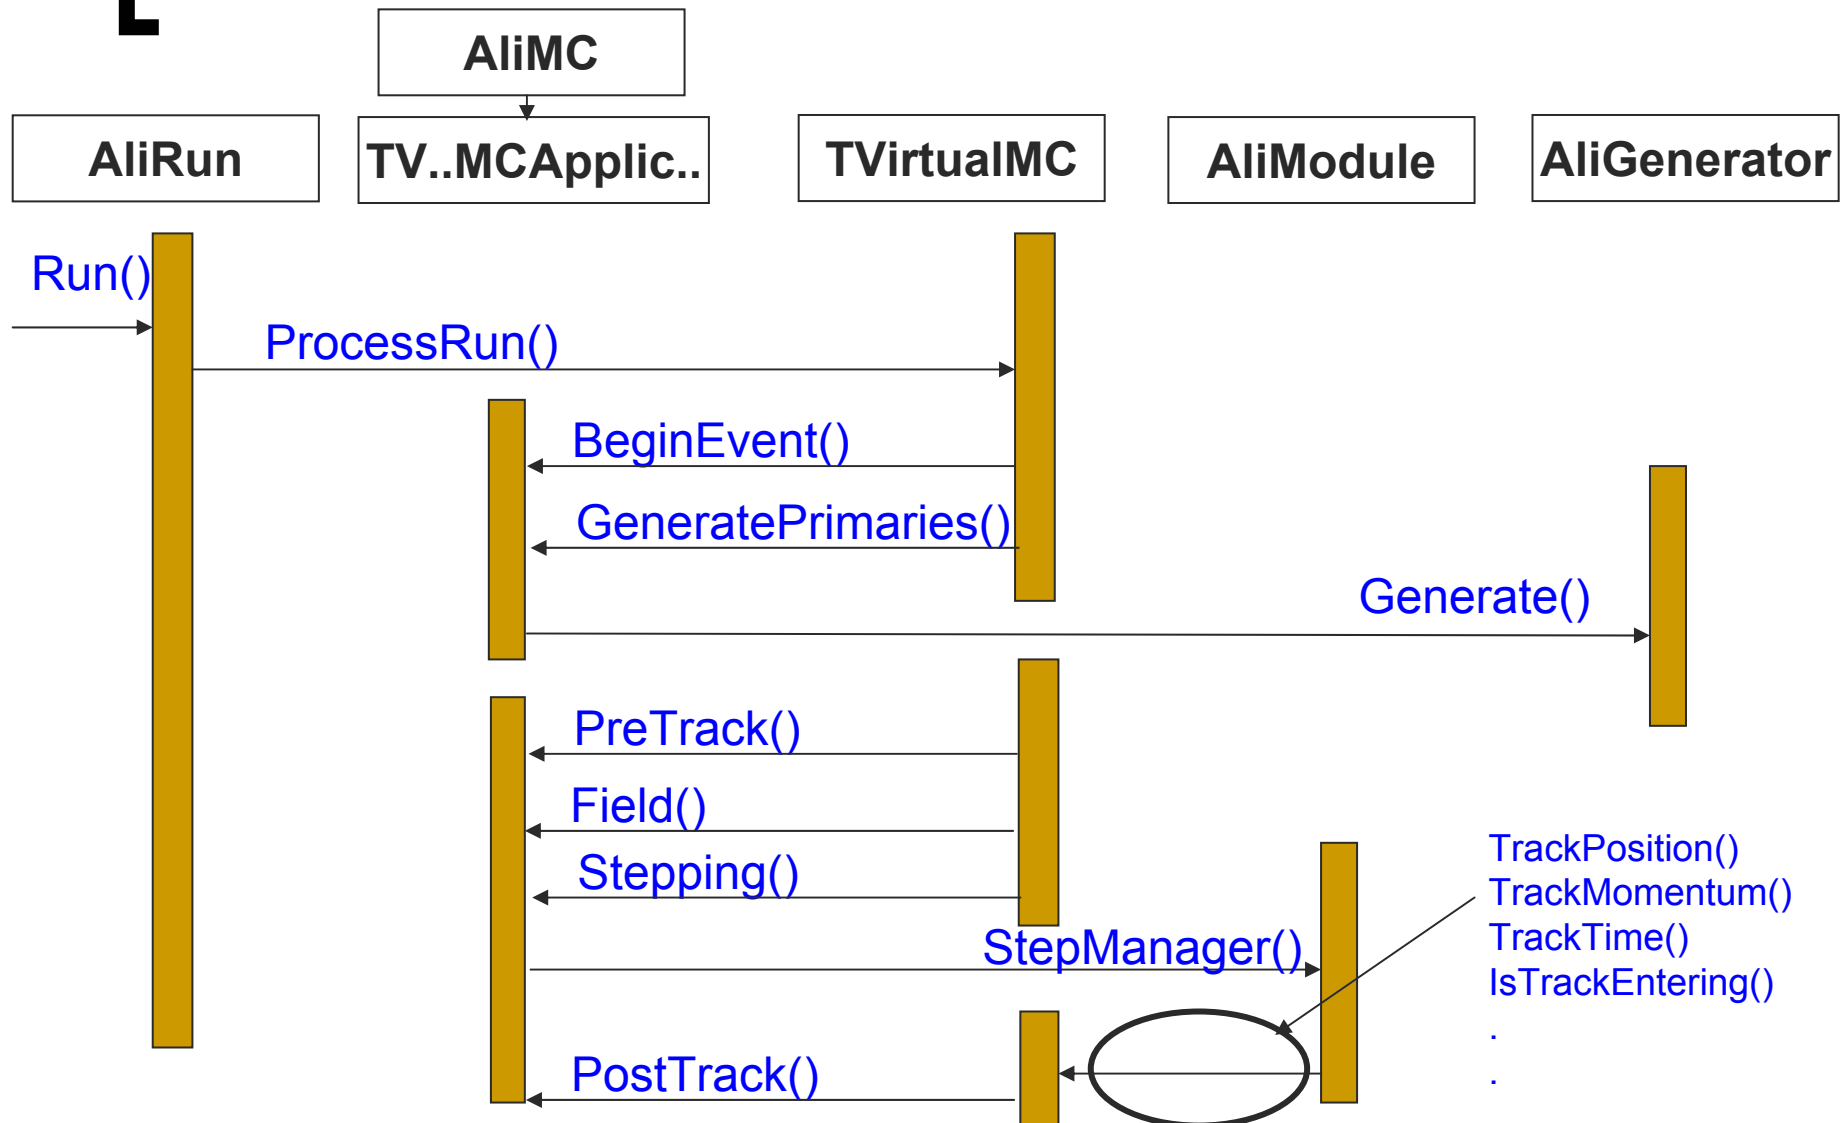 AliMC
AliRun
TV..MCApplic..
TVirtualMC
AliModule
AliGenerator
Run()
ProcessRun()
BeginEvent()
GeneratePrimaries()
Generate()
PreTrack()
Field()
Stepping()
TrackPosition()
TrackMomentum()
TrackTime()
IsTrackEntering()
.
.
StepManager()
PostTrack()